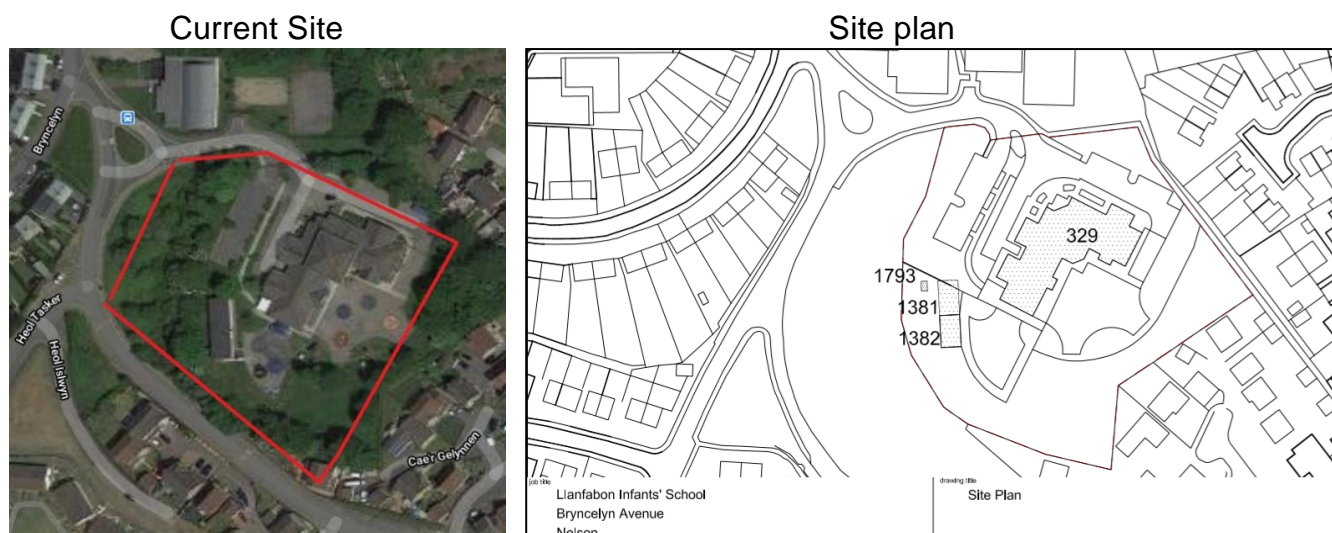 Current Site
Site plan
Bryncelyn
Heol Tasker
Heol Islwyn
Cae'r Gelynnen
329
1793
1381
1382
job title
Llanfabon Infants' School
Bryncelyn Avenue
Nelson
drawing title
Site Plan